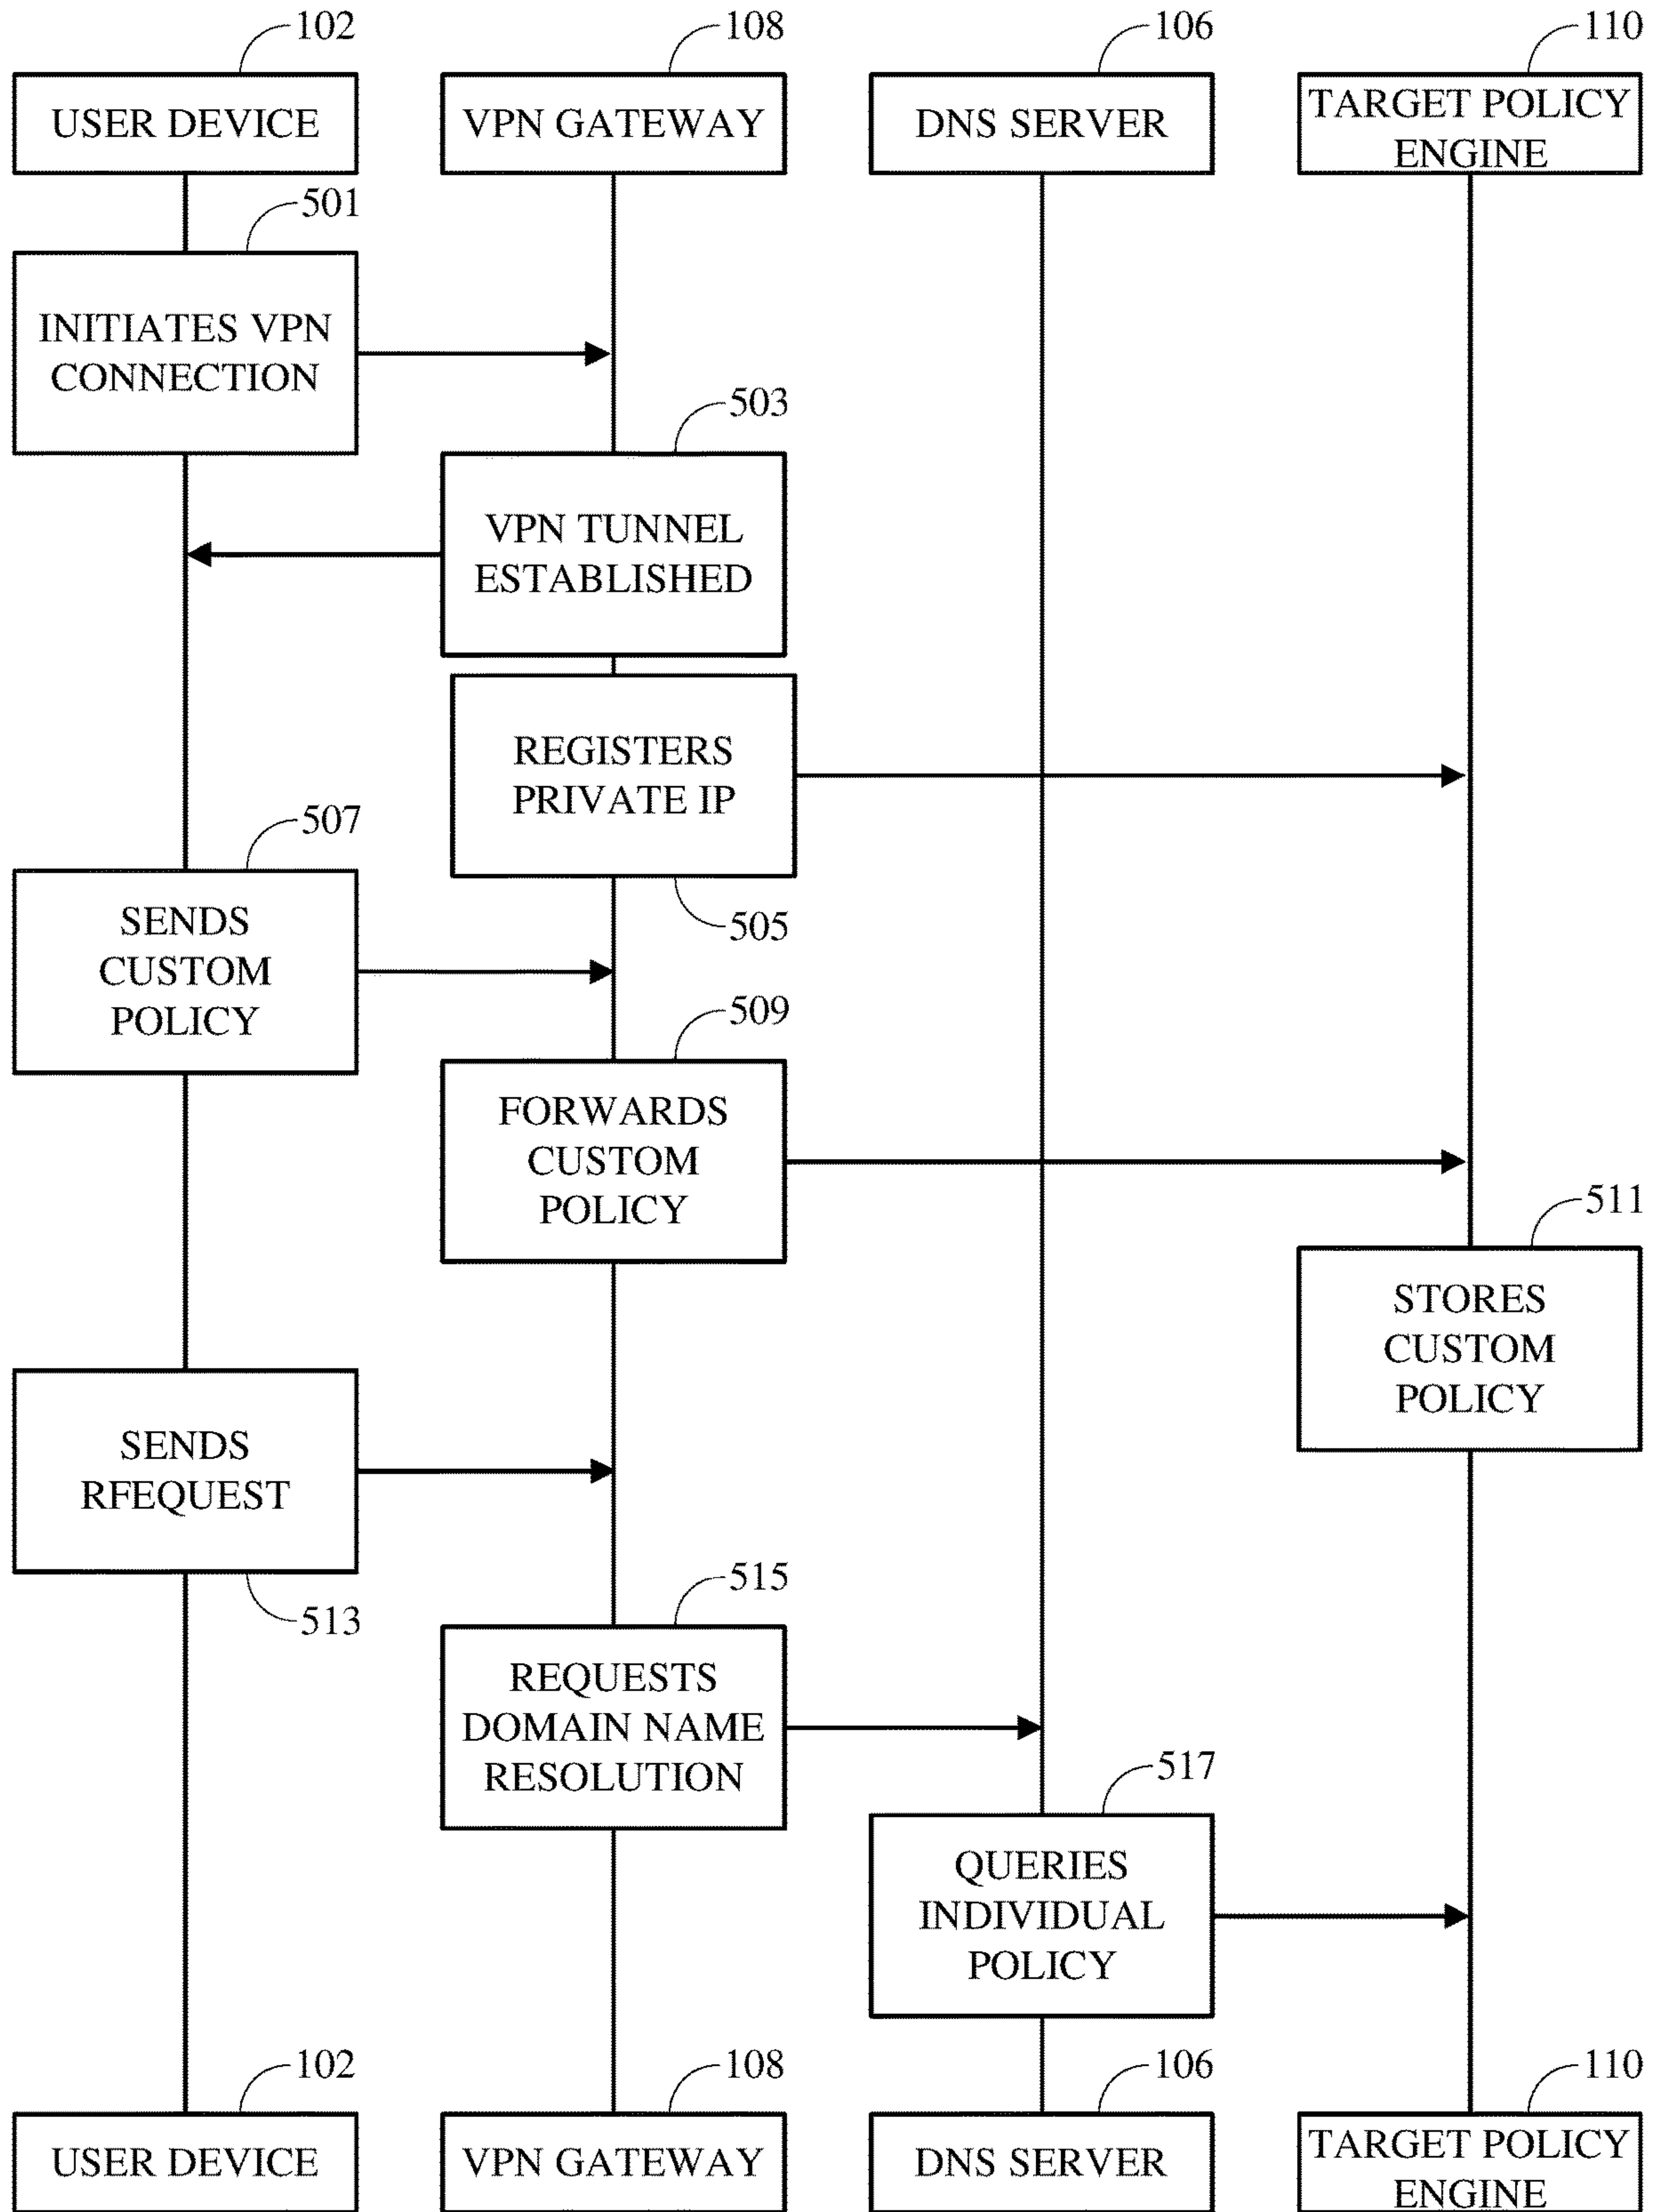 102
108
106
110
USER DEVICE
VPN GATEWAY
DNS SERVER
TARGET POLICY
ENGINE
501
INITIATES VPN
CONNECTION
503
VPN TUNNEL
ESTABLISHED
REGISTERS
PRIVATE IP
505
507
SENDS
CUSTOM
POLICY
509
FORWARDS
CUSTOM
POLICY
511
STORES
CUSTOM
POLICY
SENDS
RFEQUEST
513
515
REQUESTS
DOMAIN NAME
RESOLUTION
517
QUERIES
INDIVIDUAL
POLICY
102
108
106
110
USER DEVICE
VPN GATEWAY
DNS SERVER
TARGET POLICY
ENGINE